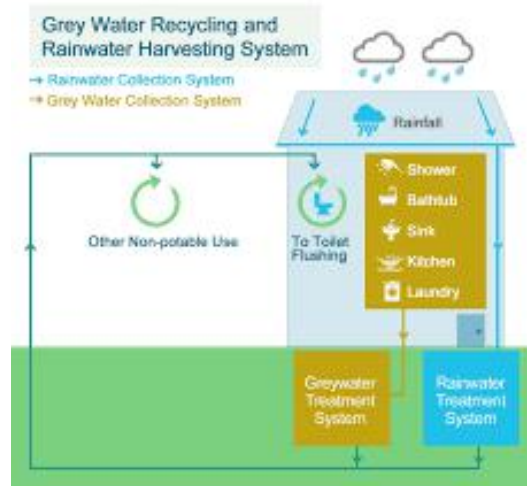 Grey Water Recycling and
Rainwater Harvesting System
Rainwater Collection System
Grey Water Collection System
Rainfall
Shower
Bathtub
Sink
Kitchen
Laundry
Other Non-potable Use
To Toilet
Flushing
Greywater
Treatment
System
Rainwater
Treatment
System